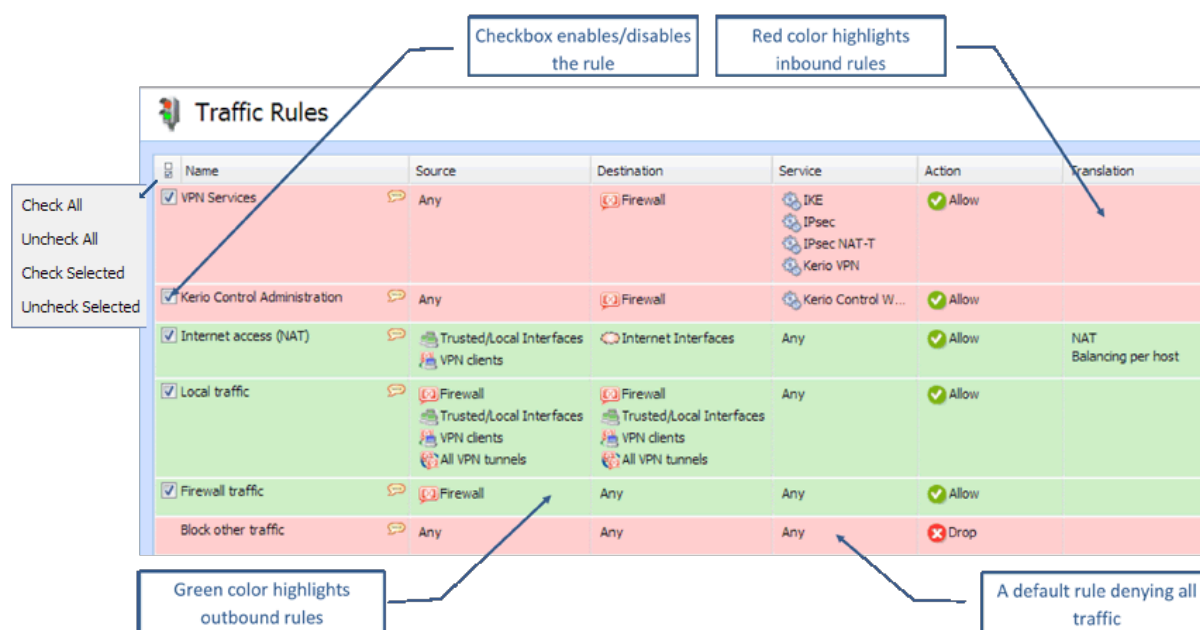 Checkbox enables/disables
the rule
Red color highlights
inbound rules
Traffic Rules
Name Source Destination Service Action Translation
Check All
Uncheck All
Check Selected
Uncheck Selected
VPN Services Any Firewall IKE Allow
IPsec
IPsec NAT-T
Kerio VPN
Kerio Control Administration Any Firewall Kerio Control W... Allow
Internet access (NAT) Trusted/Local Interfaces Internet Interfaces Any Allow NAT
VPN clients Balancing per host
Local traffic Firewall Firewall Any Allow
Trusted/Local Interfaces Trusted/Local Interfaces
VPN clients VPN clients
All VPN tunnels All VPN tunnels
Firewall traffic Firewall Any Any Allow
Block other traffic Any Any Any Drop
Green color highlights
outbound rules
A default rule denying all
traffic